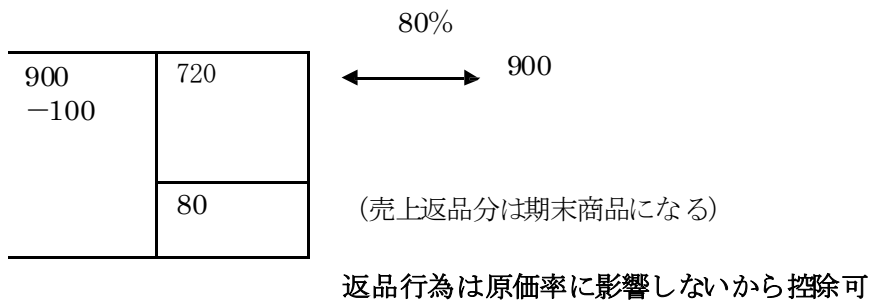 80%
900 720 900
－100
80 （売上返品分は期末商品になる）
返品行為は原価率に影響しないから控除可